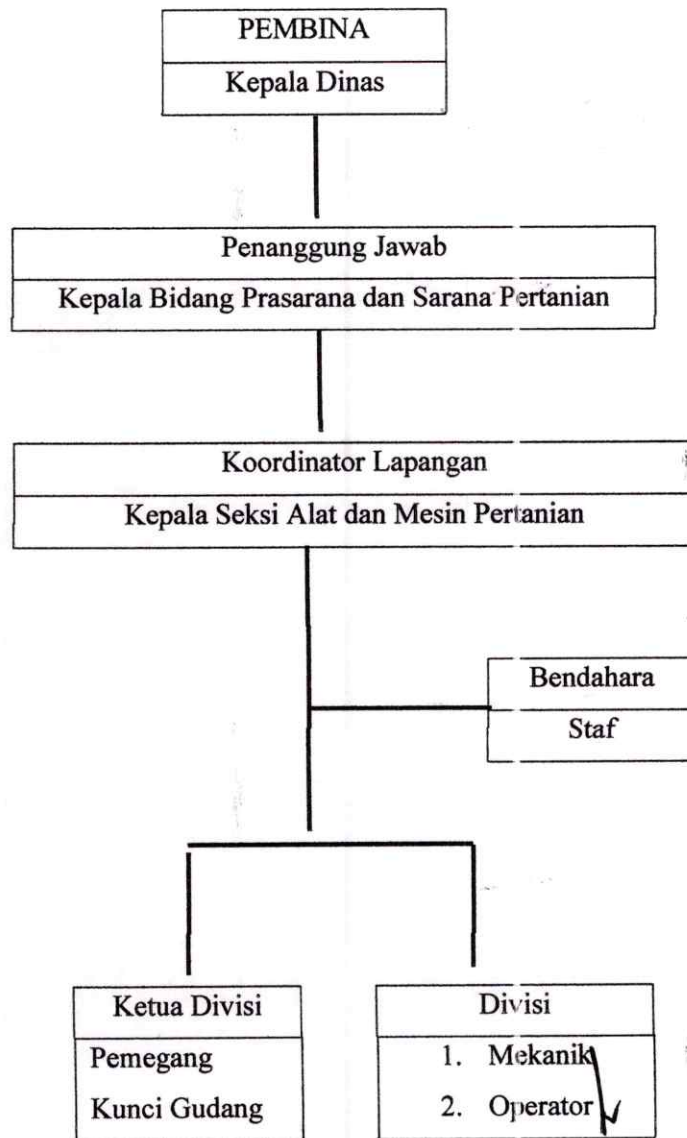 PEMBINA
Kepala Dinas
Penanggung Jawab
Kepala Bidang Prasarana dan Sarana Pertanian
Koordinator Lapangan
Kepala Seksi Alat dan Mesin Pertanian
Bendahara
Staf
Ketua Divisi
Pemegang
Kunci Gudang
Divisi
1. Mekanik
2. Operator